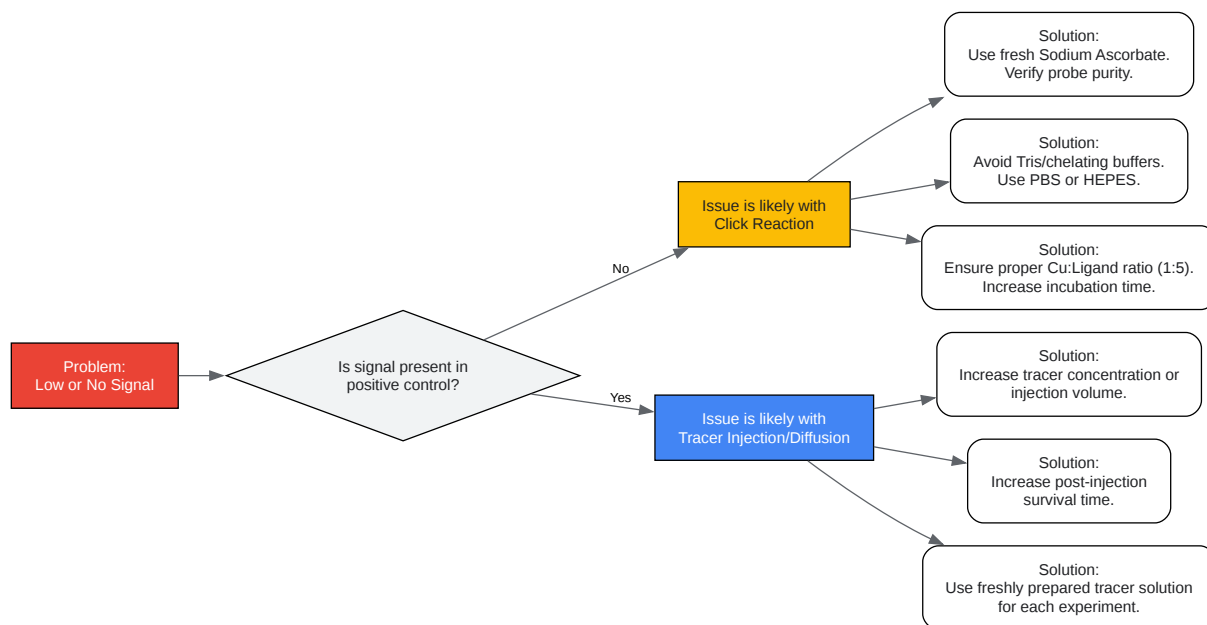 Problem:
Low or No Signal
Is signal present in
positive control?
No
Yes
Issue is likely with
Click Reaction
Issue is likely with
Tracer Injection/Diffusion
Solution:
Use fresh Sodium Ascorbate.
Verify probe purity.
Solution:
Avoid Tris/chelating buffers.
Use PBS or HEPES.
Solution:
Ensure proper Cu:Ligand ratio (1:5).
Increase incubation time.
Solution:
Increase tracer concentration or
injection volume.
Solution:
Increase post-injection
survival time.
Solution:
Use freshly prepared tracer solution
for each experiment.